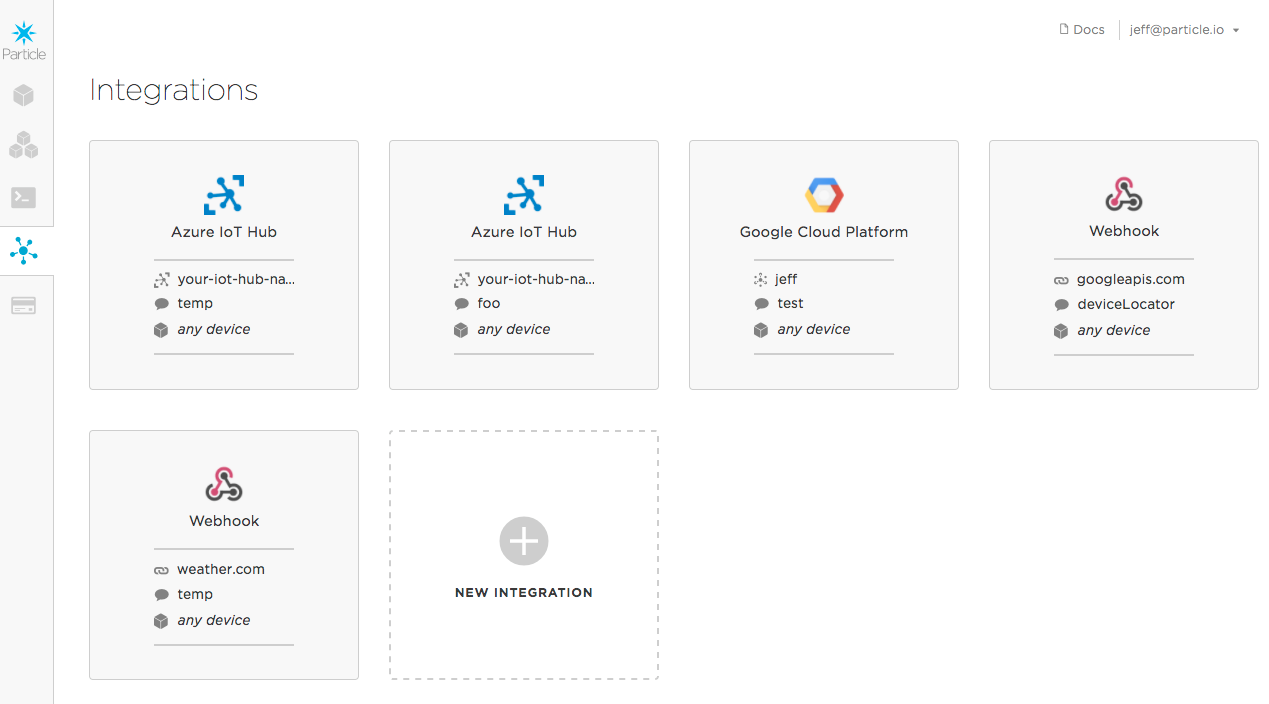 Particle
Docs
jeff@particle.io
Integrations
Azure IoT Hub
your-iot-hub-na...
temp
any device
Azure IoT Hub
your-iot-hub-na...
foo
any device
Google Cloud Platform
jeff
test
any device
Webhook
googleapis.com
deviceLocator
any device
Webhook
weather.com
temp
any device
NEW INTEGRATION